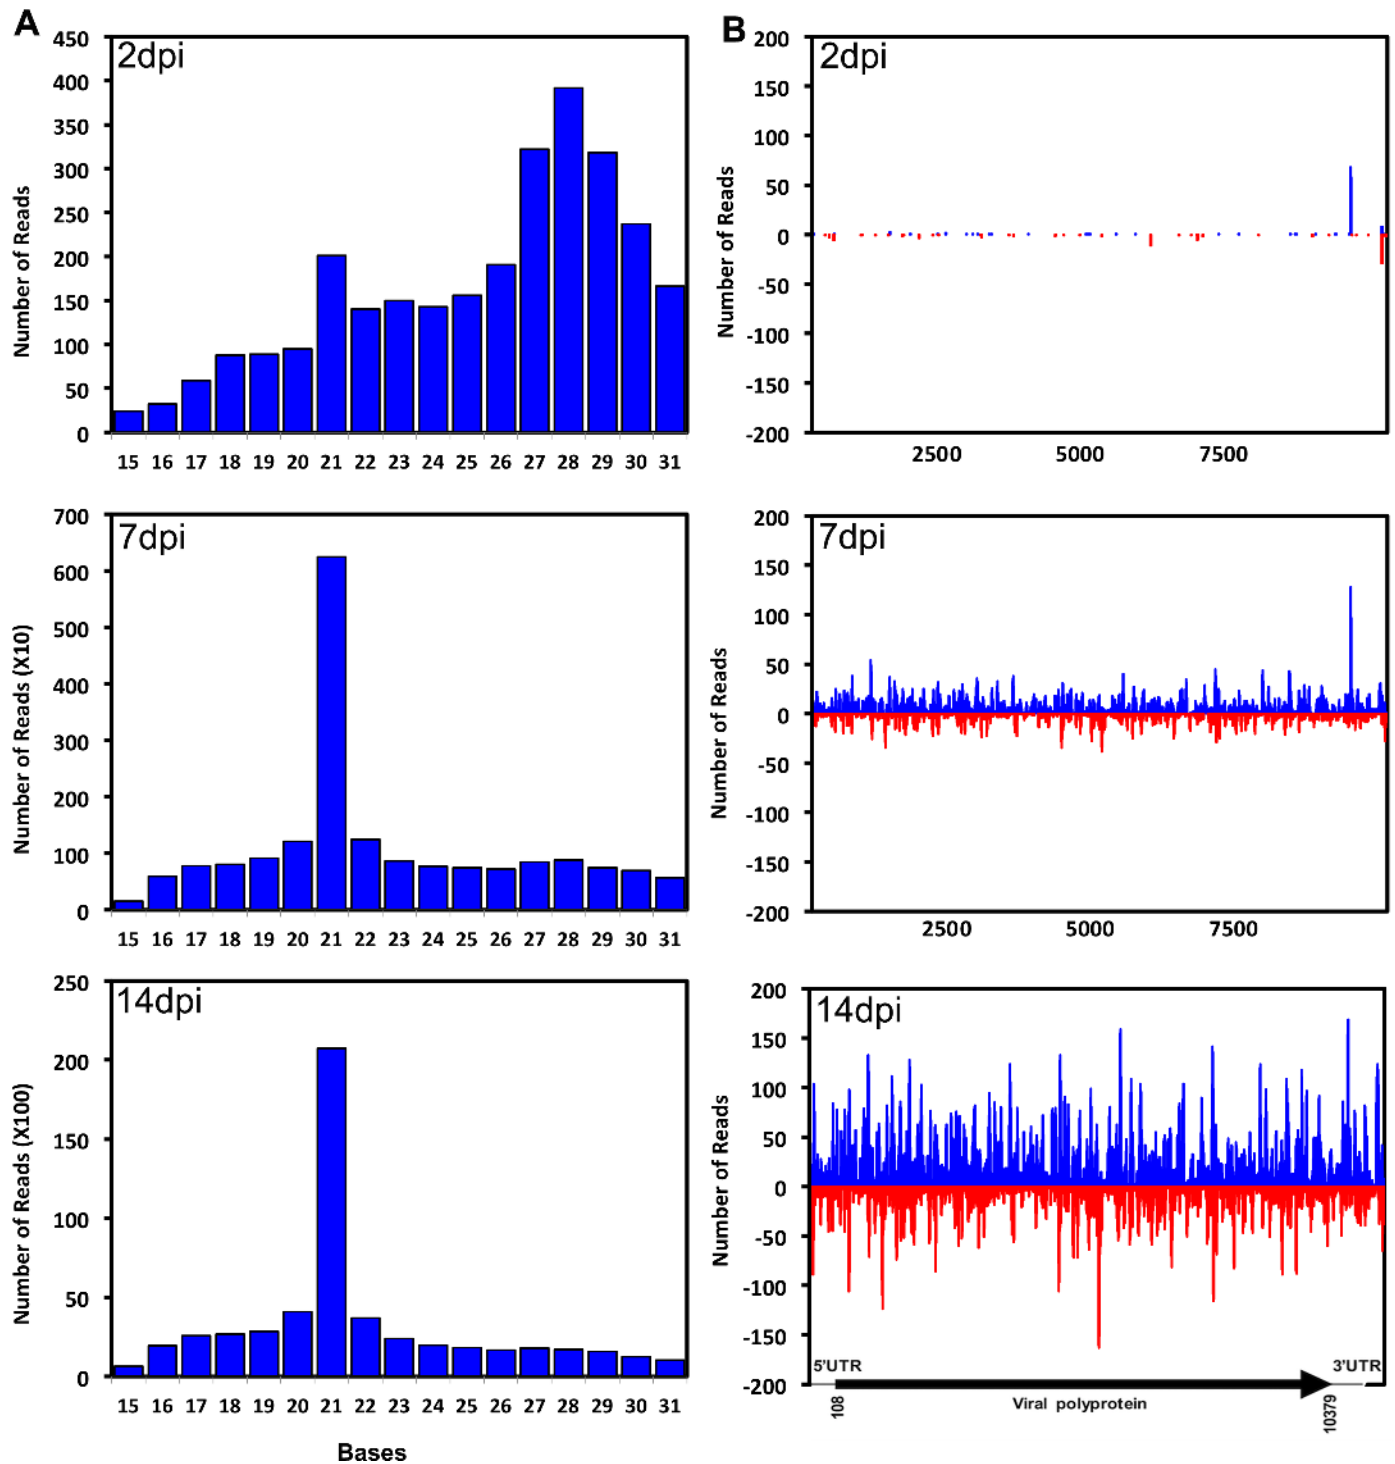 A
2dpi
450
400
350
300
250
200
150
100
50
0
Number of Reads
15 16 17 18 19 20 21 22 23 24 25 26 27 28 29 30 31
7dpi
700
600
500
400
300
200
100
0
Number of Reads (X10)
15 16 17 18 19 20 21 22 23 24 25 26 27 28 29 30 31
14dpi
250
200
150
100
50
0
Number of Reads (X100)
15 16 17 18 19 20 21 22 23 24 25 26 27 28 29 30 31
Bases
B
2dpi
200
150
100
50
0
-50
-100
-150
-200
Number of Reads
2500 5000 7500
7dpi
200
150
100
50
0
-50
-100
-150
-200
Number of Reads
2500 5000 7500
14dpi
200
150
100
50
0
-50
-100
-150
-200
Number of Reads
5'UTR 3'UTR
108 Viral polyprotein 10379